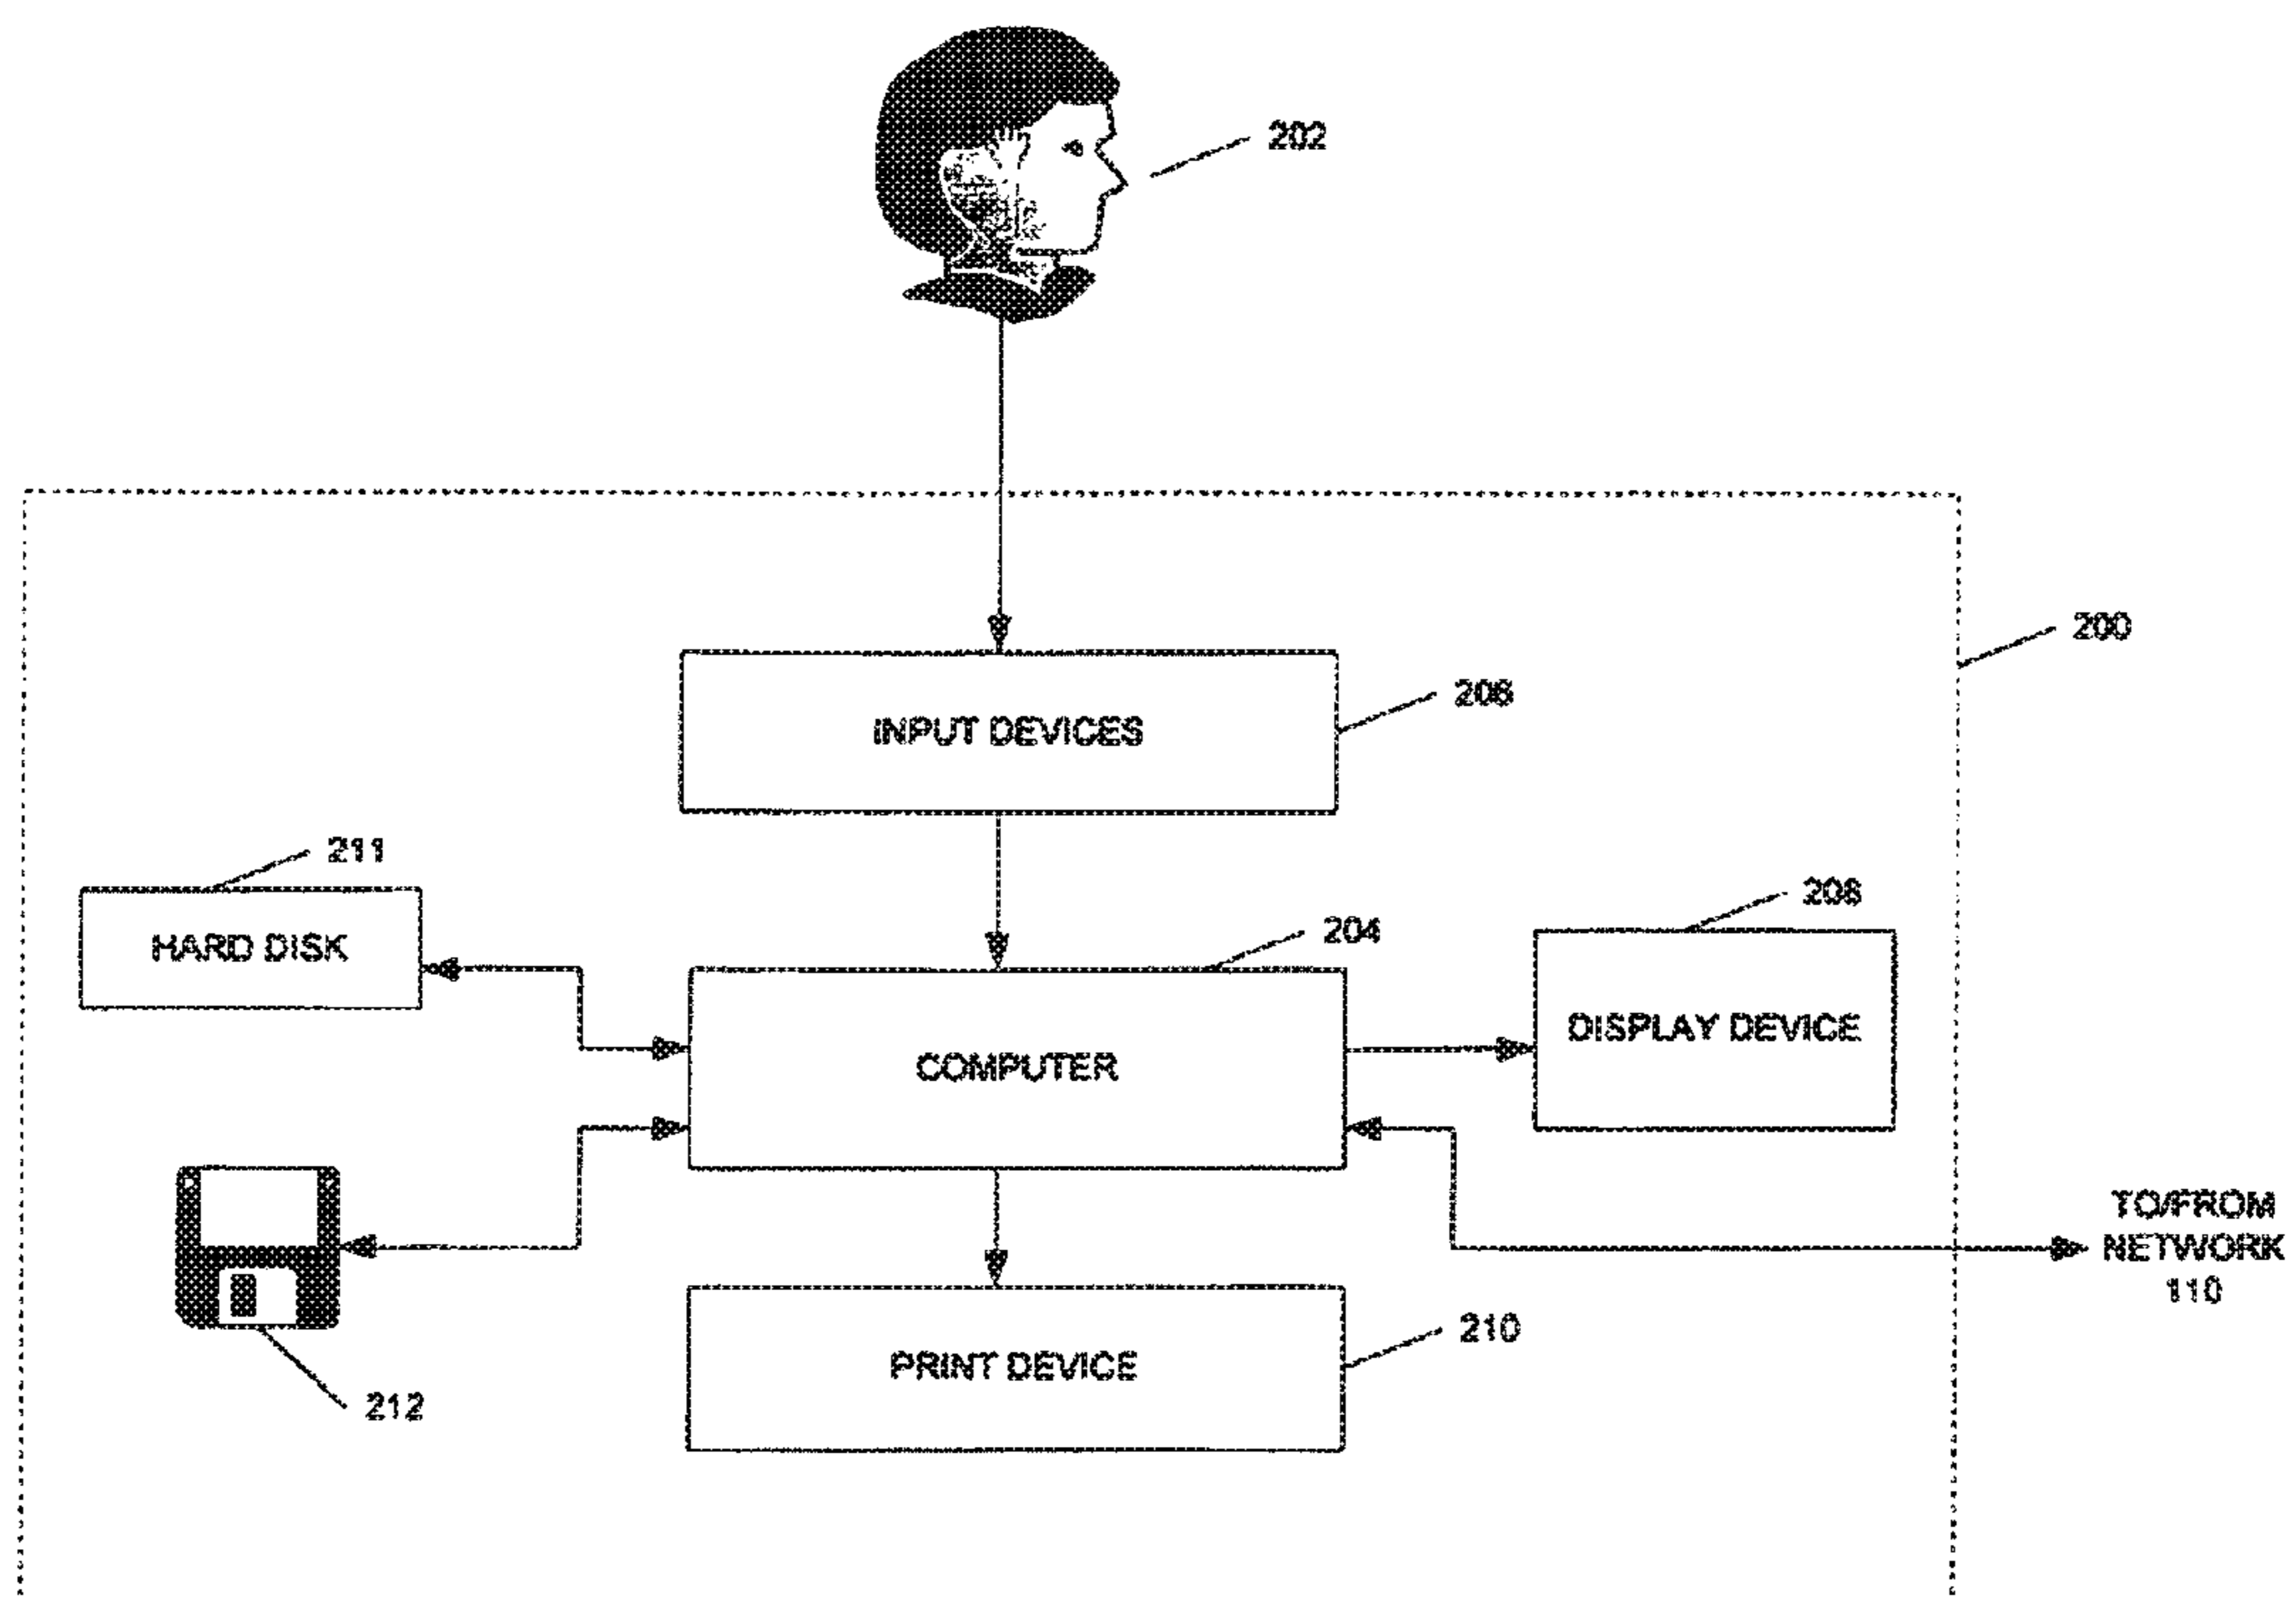 202
200
206
INPUT DEVICES
211
208
204
HARD DISK
DISPLAY DEVICE
COMPUTER
TO/FROM
NETWORK
110
210
PRINT DEVICE
212